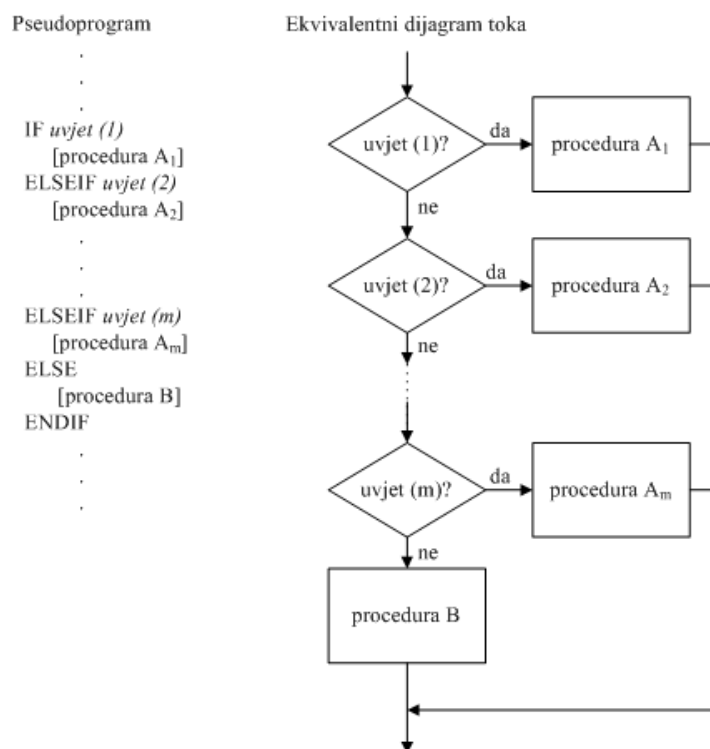 Pseudoprogram
.
.
.
IF uvjet (1)
[procedura A₁]
ELSEIF uvjet (2)
[procedura A₂]
.
.
.
ELSEIF uvjet (m)
[procedura Aₘ]
ELSE
[procedura B]
ENDIF
.
.
.
Ekvivalentni dijagram toka
uvjet (1)?
da
procedura A₁
ne
uvjet (2)?
da
procedura A₂
ne
uvjet (m)?
da
procedura Aₘ
ne
procedura B